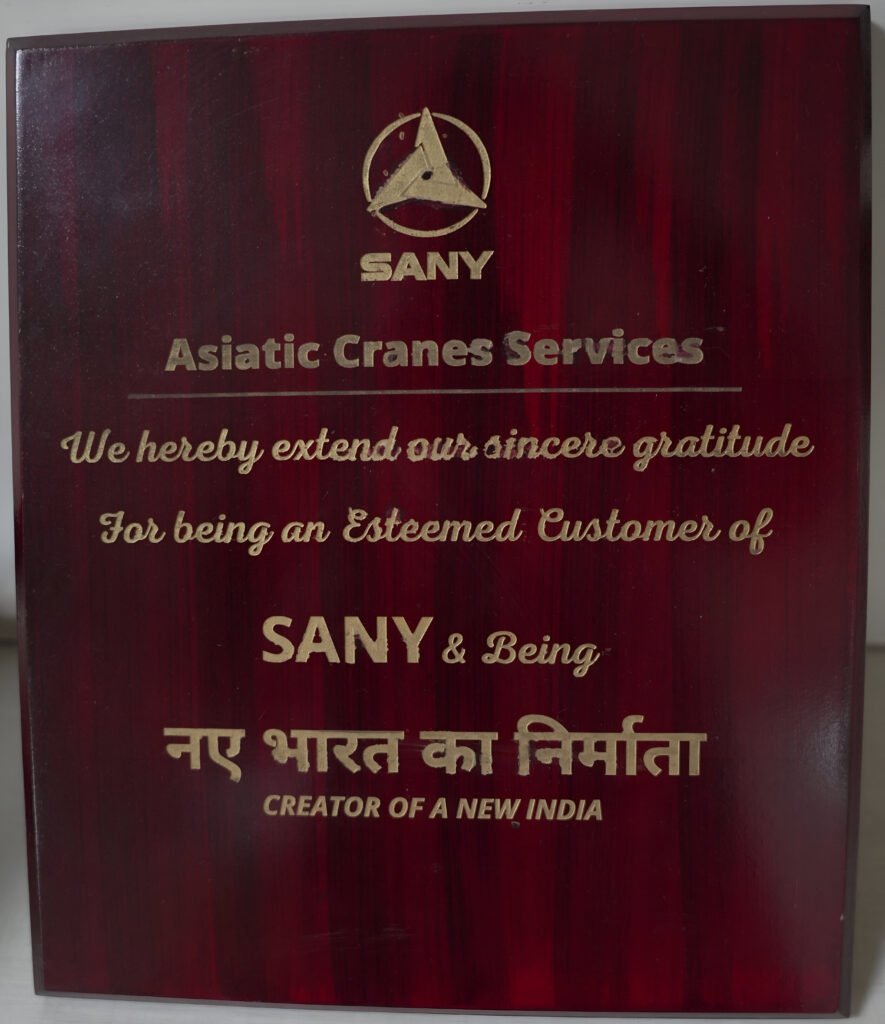 SANY
Asiatic Cranes Services
We hereby extend our sincere gratitude
For being an Esteemed Customer of
SANY & Being
नए भारत का निर्माता
CREATOR OF A NEW INDIA